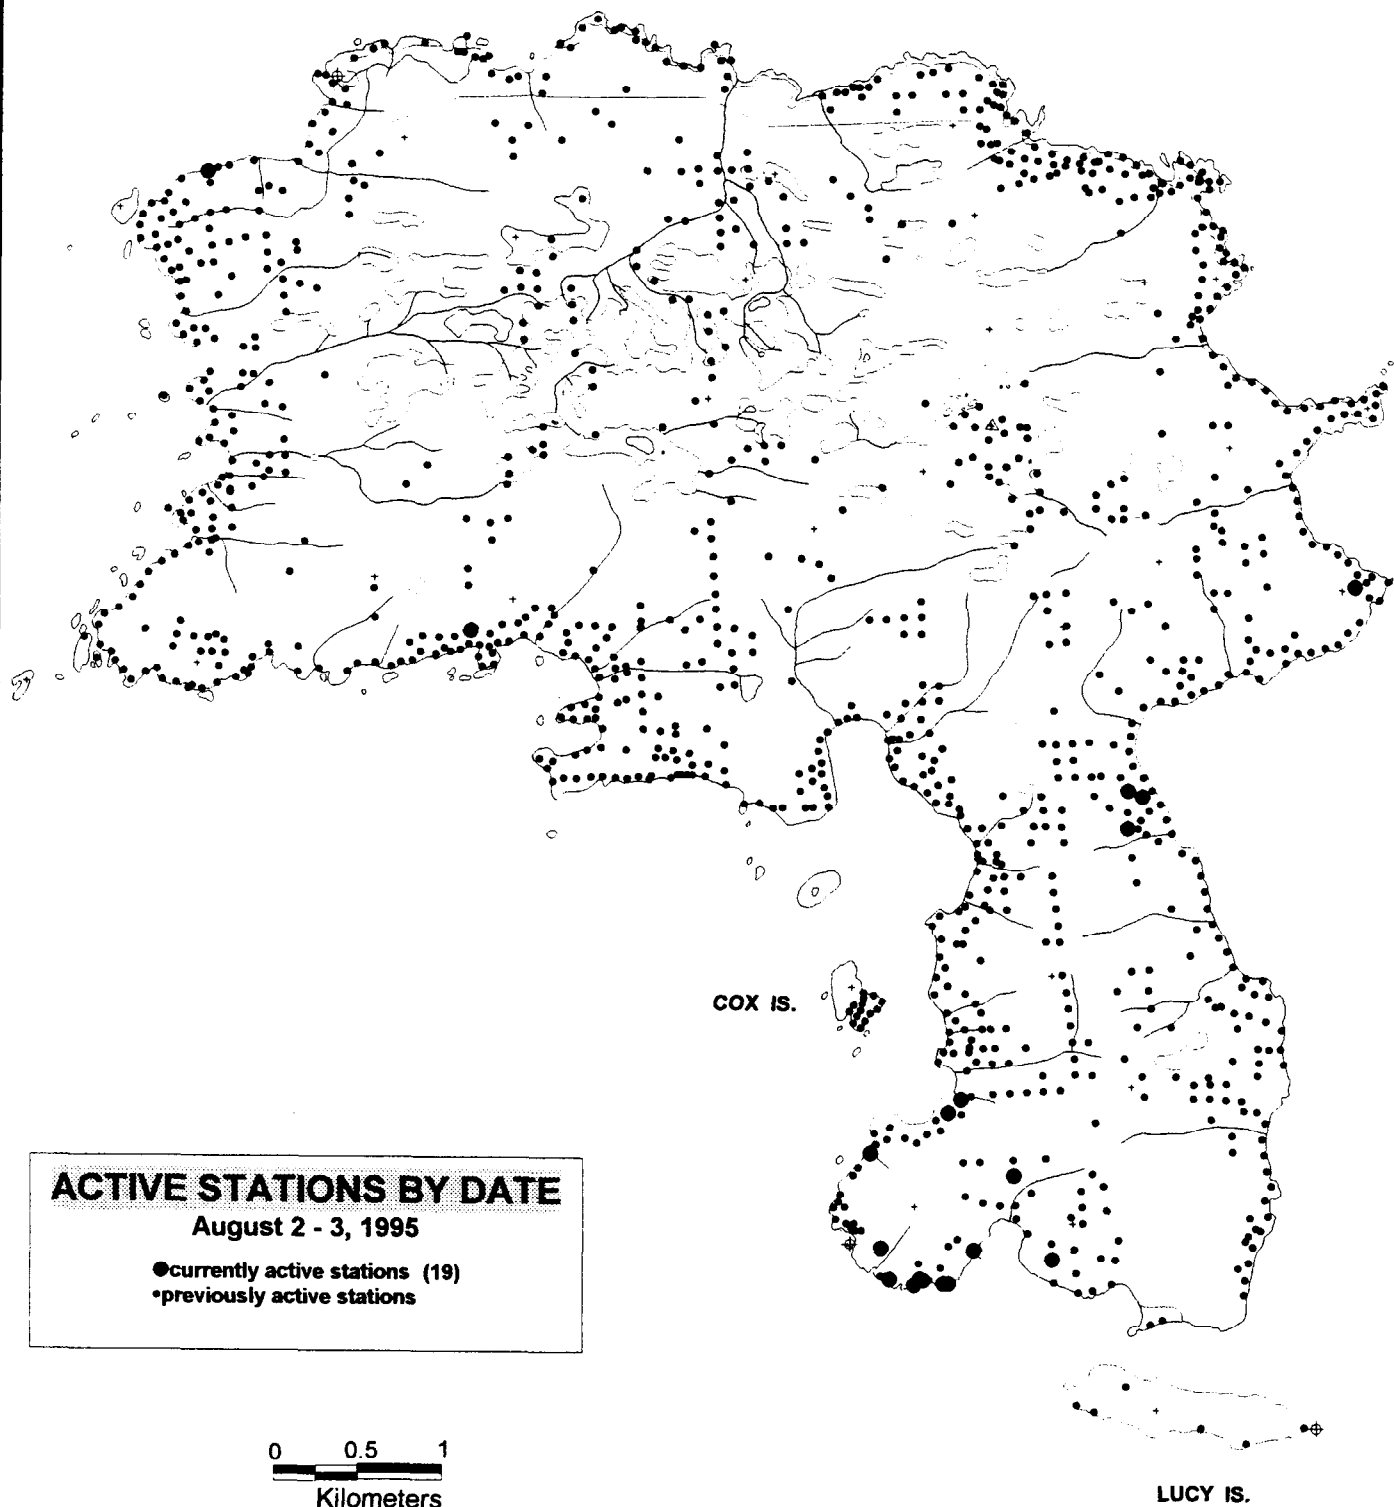 COX IS.
ACTIVE STATIONS BY DATE
August 2 - 3, 1995
currently active stations (19)
previously active stations
0 0.5 1
Kilometers
LUCY IS.